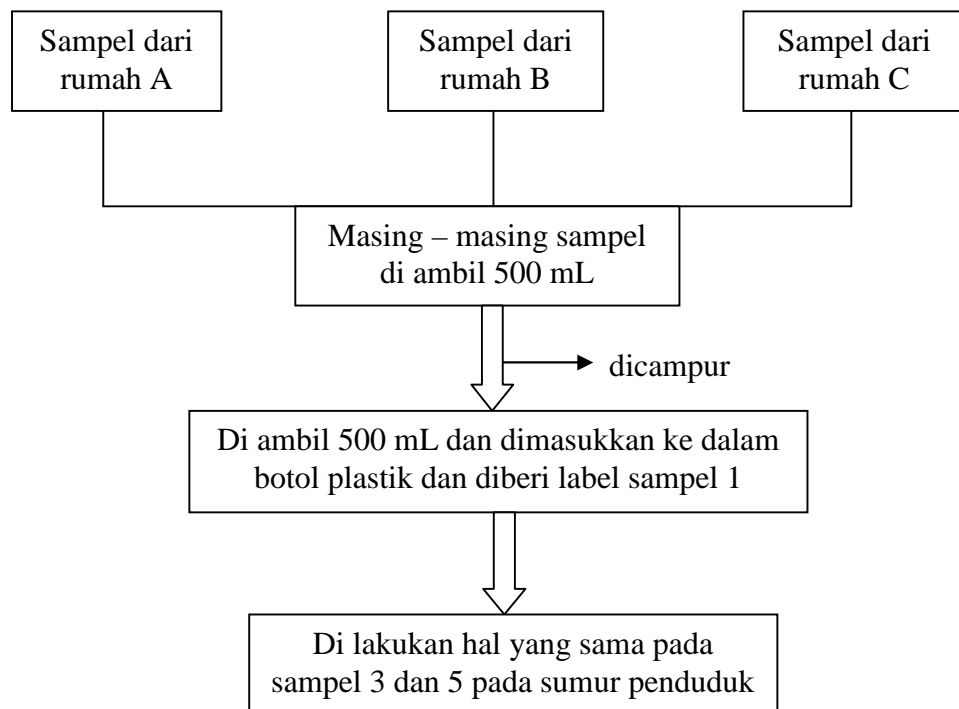 Sampel dari
rumah A
Sampel dari
rumah B
Sampel dari
rumah C
Masing – masing sampel
di ambil 500 mL
dicampur
Di ambil 500 mL dan dimasukkan ke dalam
botol plastik dan diberi label sampel 1
Di lakukan hal yang sama pada
sampel 3 dan 5 pada sumur penduduk